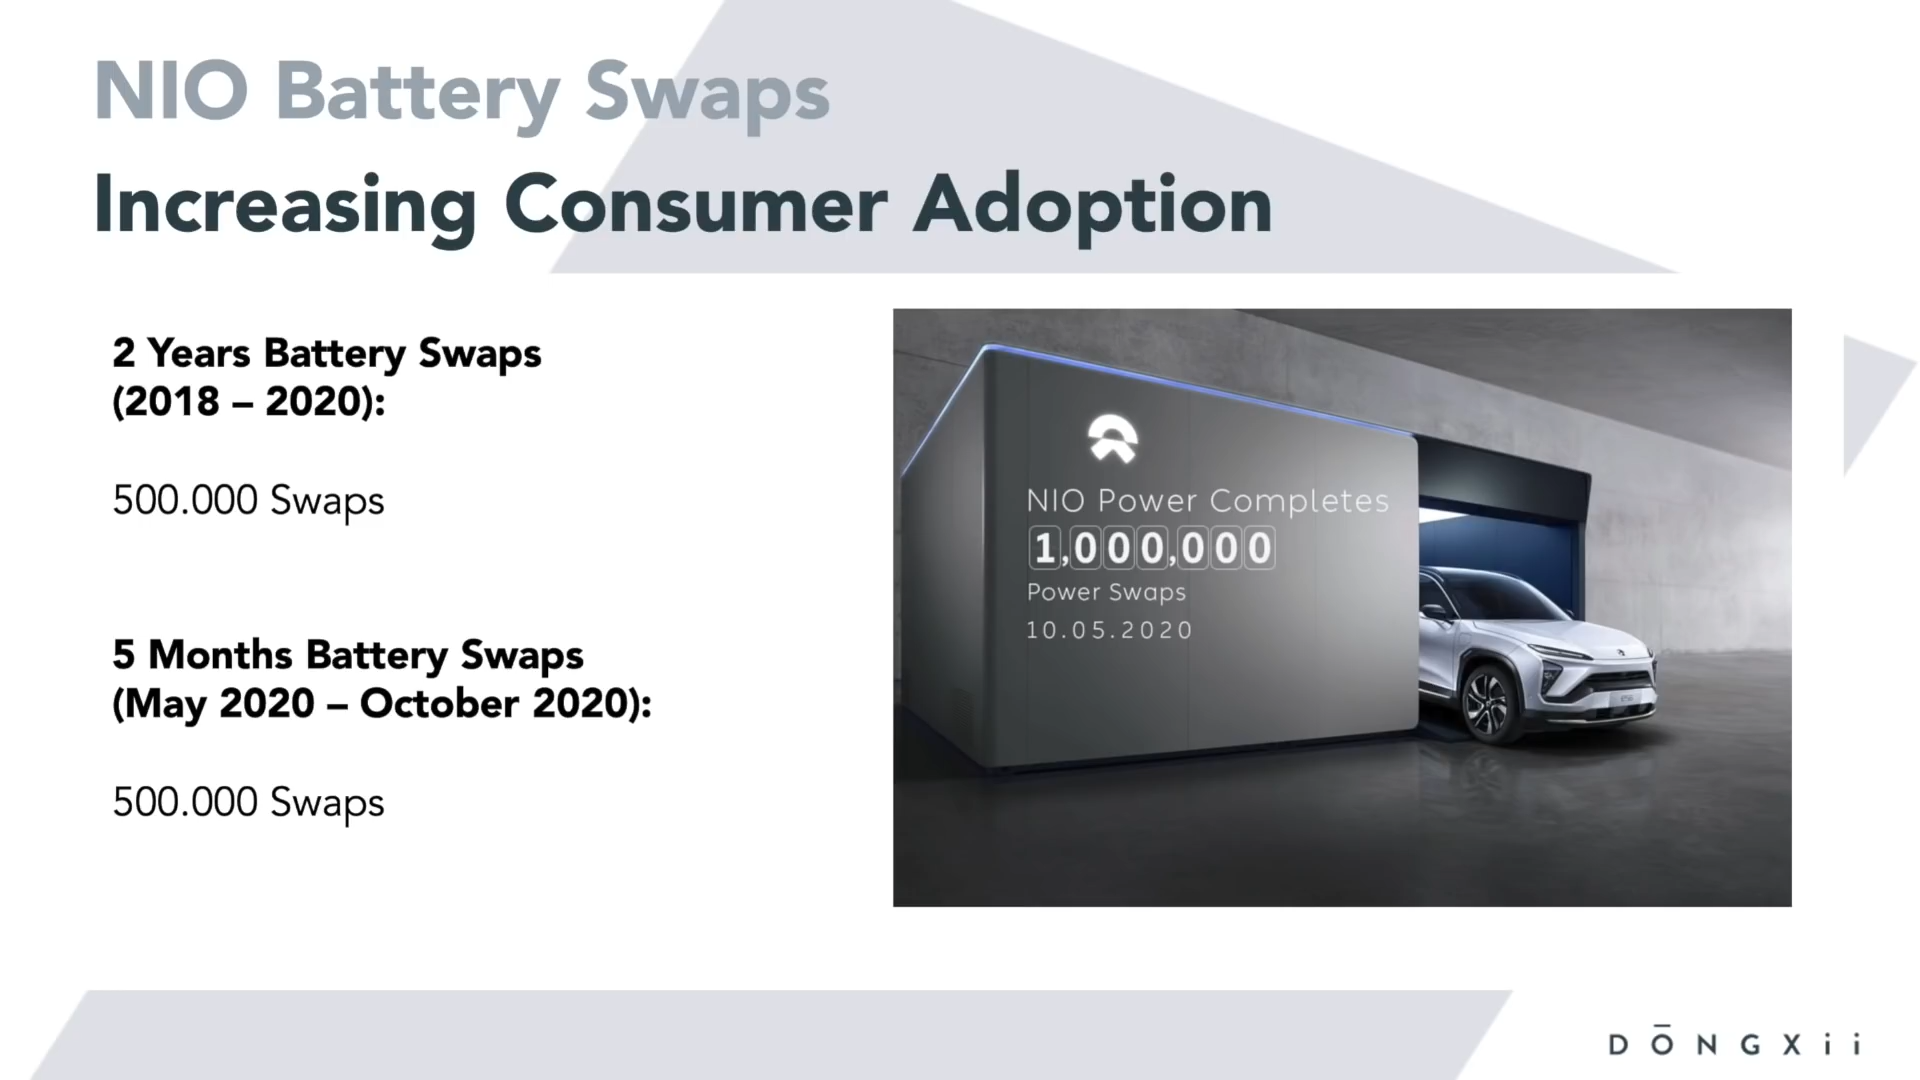 NIO Battery Swaps
Increasing Consumer Adoption
2 Years Battery Swaps
(2018 – 2020):
500.000 Swaps
5 Months Battery Swaps
(May 2020 – October 2020):
500.000 Swaps
NIO Power Completes
1,000,000
Power Swaps
10.05.2020
DŌNGXii